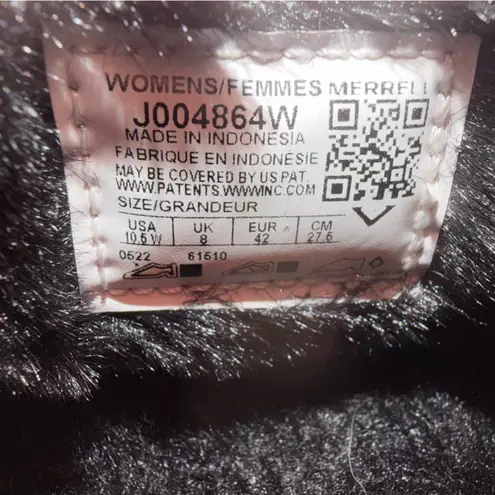 WOMENS/FEMMES MERRELL
J004864W
MADE IN INDONESIA
FABRIQUE EN INDONÉSIE
MAY BE COVERED BY US PAT.
WWW.PATENTS.WWWINC.COM
SIZE/GRANDEUR
USA UK EUR CM
10.5 W 8 42 27.5
0522 61510